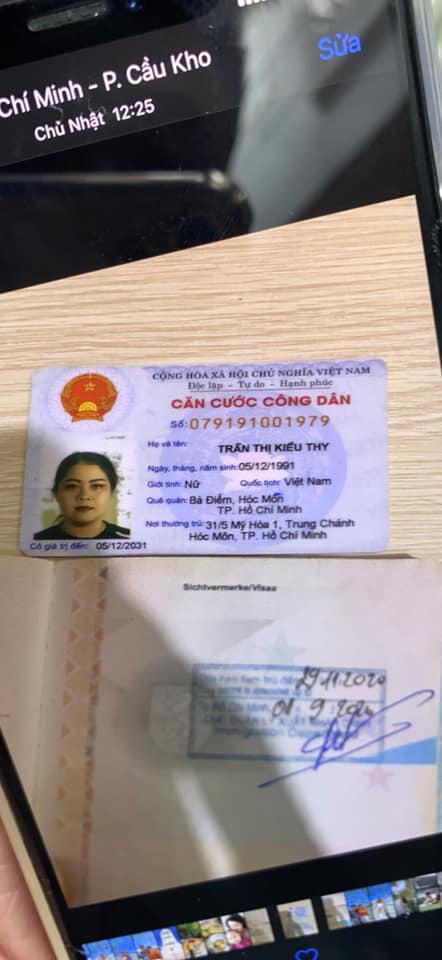 Sửa
Chí Minh - P. Cầu Kho
Chủ Nhật 12:25
CỘNG HÒA XÃ HỘI CHỦ NGHĨA VIỆT NAM
Độc lập - Tự do - Hạnh phúc
CĂN CƯỚC CÔNG DÂN
Số: 079191001979
Họ và tên:
TRẦN THỊ KIỀU THY
Ngày, tháng, năm sinh: 05/12/1991
Giới tính: Nữ Quốc tịch: Việt Nam
Quê quán: Bà Điểm, Hóc Môn
TP. Hồ Chí Minh
Nơi thường trú: 31/5 Mỹ Hòa 1, Trung Chánh
Hóc Môn, TP. Hồ Chí Minh
Có giá trị đến: 05/12/2031
Sichtvermerke/Visas
29.11.2020
01.9.2020
Immigration